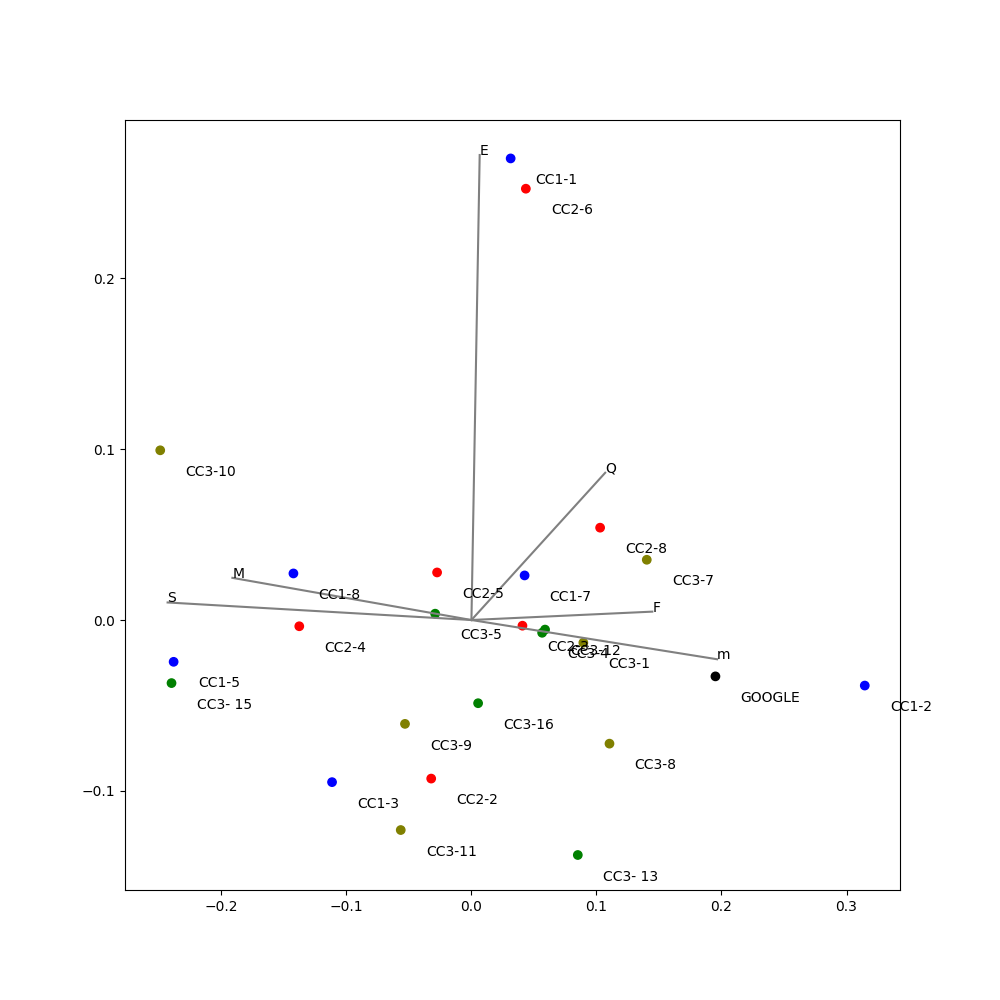 E
CC1-1
CC2-6
0.2
Q
0.1
CC3-10
CC2-8
M
CC3-7
CC1-8
CC2-5
CC1-7
S
F
0.0
CC3-5
CC2-4
CC3-12
CC3-4
m
CC3-1
CC1-5
GOOGLE
CC3- 15
CC1-2
CC3-16
CC3-9
CC3-8
−0.1
CC1-3
CC2-2
CC3-11
CC3- 13
−0.2
−0.1
0.0
0.1
0.2
0.3